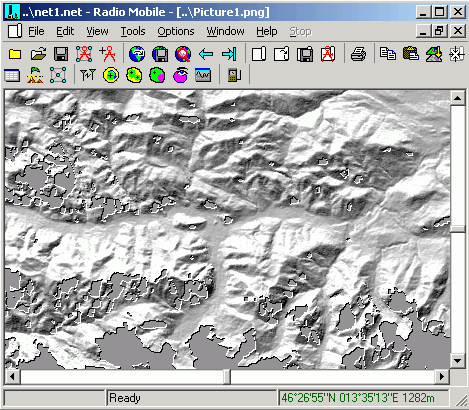 ..\net1.net - Radio Mobile - [..\Picture1.png]
File Edit View Tools Options Window Help Stop
Ready
46°26'55"N 013°35'13"E 1282m